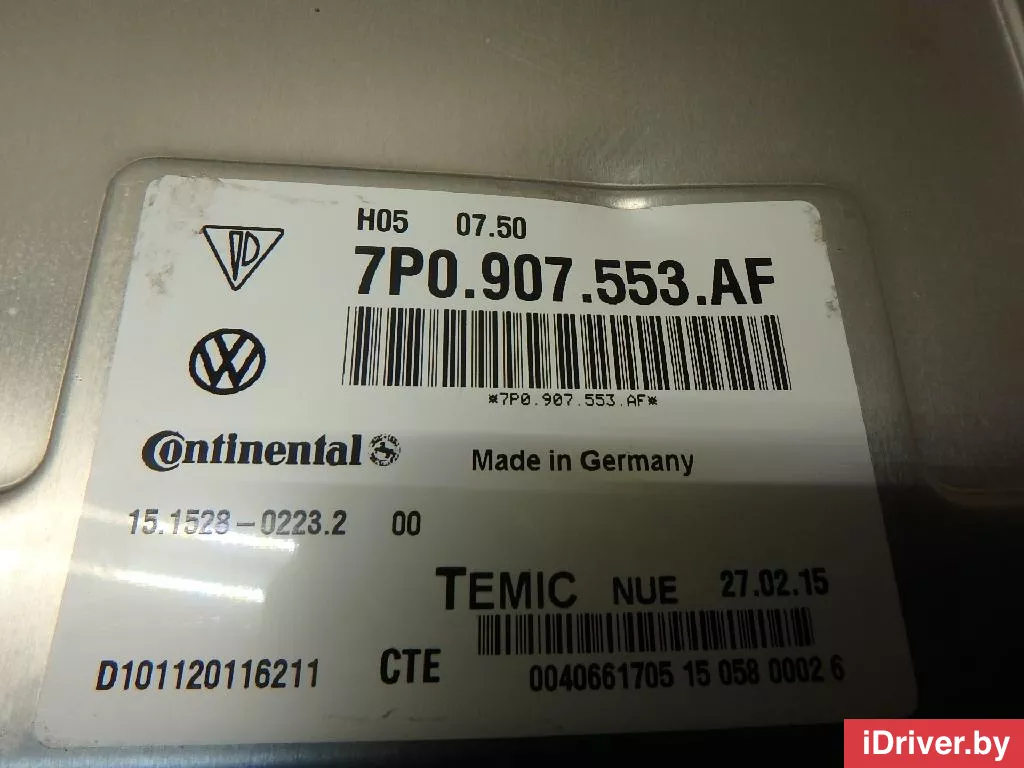 H05 07.50
7P0.907.553.AF
*7P0.907.553.AF*
Continental
Made in Germany
15.1528-0223.2 00
TEMIC NUE 27.02.15
D101120116211 CTE 0040661705 15 058 0002 6
iDriver.by